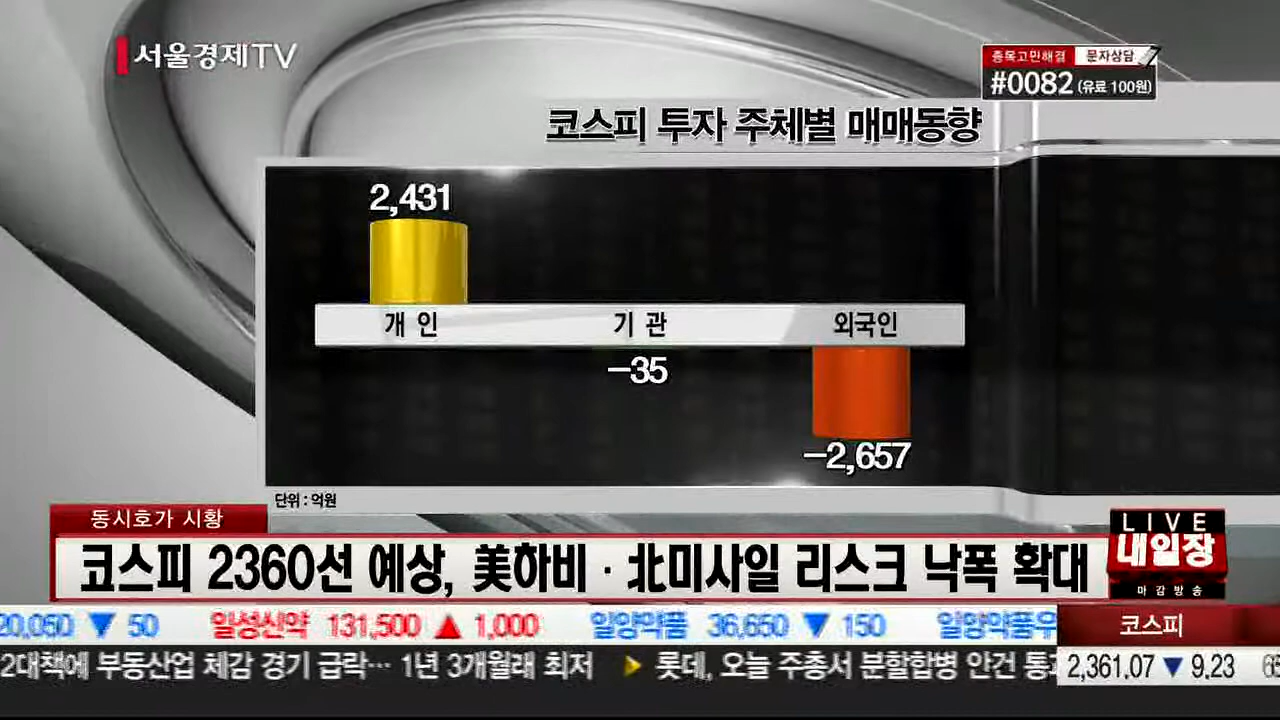 서울경제TV
종목고민해결 문자상담
#0082 (유료 100원)
코스피 투자 주체별 매매동향
2,431
개 인 기 관 외국인
-35
-2,657
단위 : 억원
동시호가 시황
코스피 2360선 예상, 美하비·北미사일 리스크 낙폭 확대
LIVE
내일장
마감방송
20,050 ▼ 50 일성신약 131,500 ▲ 1,000 일양약품 36,650 ▼ 150 일양약품우
코스피
2대책에 부동산업 체감 경기 급락… 1년 3개월래 최저 ▶ 롯데, 오늘 주총서 분할합병 안건 통
2,361.07 ▼ 9.23